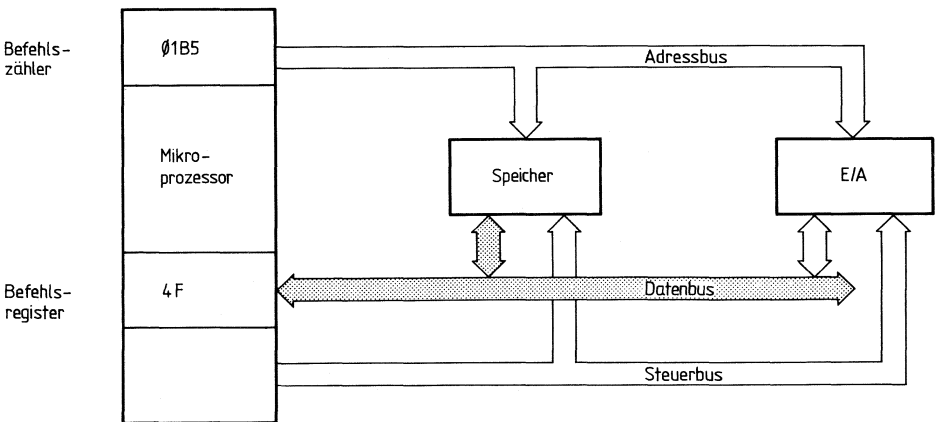 Befehls-
zähler
Ø1B5
Adressbus
Mikro-
prozessor
Speicher
E/A
Befehls-
register
4F
Datenbus
Steuerbus